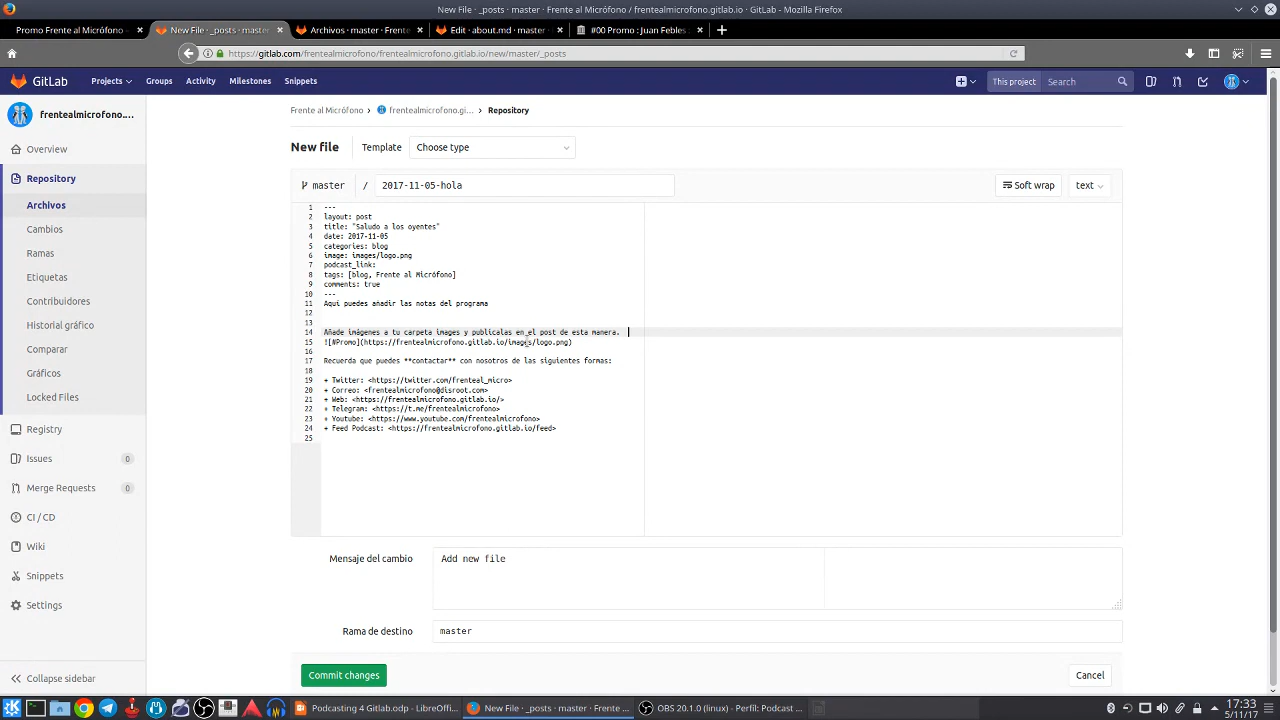 New File · _posts · master · Frente al Micrófono / frentealmicrofono.gitlab.io · GitLab - Mozilla Firefox
Promo Frente al Micrófono -
New File · _posts · master ·
Archivos · master · Frente
Edit · about.md · master ·
#00 Promo : Juan Febles
https://gitlab.com/frentealmicrofono/frentealmicrofono.gitlab.io/new/master/_posts
GitLab
Projects
Groups
Activity
Milestones
Snippets
This project
Search
frentealmicrofono....
Overview
Repository
Archivos
Cambios
Ramas
Etiquetas
Contribuidores
Historial gráfico
Comparar
Gráficos
Locked Files
Registry
Issues 0
Merge Requests 0
CI / CD
Wiki
Snippets
Settings
Collapse sidebar
Frente al Micrófono > frentealmicrofono.gi... > Repository
New file
Template
Choose type
master / 2017-11-05-hola
Soft wrap
text
1 ---
2 layout: post
3 title: "Saludo a los oyentes"
4 date: 2017-11-05
5 categories: blog
6 image: images/logo.png
7 podcast_link:
8 tags: [blog, Frente al Micrófono]
9 comments: true
10 ---
11 Aquí puedes añadir las notas del programa
12
13
14 Añade imágenes a tu carpeta images y publicalas en el post de esta manera.
15 ![#Promo](https://frentealmicrofono.gitlab.io/images/logo.png)
16
17 Recuerda que puedes **contactar** con nosotros de las siguientes formas:
18
19 + Twitter: <https://twitter.com/frenteal_micro>
20 + Correo: <frentealmicrofono@disroot.com>
21 + Web: <https://frentealmicrofono.gitlab.io/>
22 + Telegram: <https://t.me/frentealmicrofono>
23 + Youtube: <https://www.youtube.com/frentealmicrofono>
24 + Feed Podcast: <https://frentealmicrofono.gitlab.io/feed>
25
Mensaje del cambio
Add new file
Rama de destino
master
Commit changes
Cancel
Podcasting 4 Gitlab.odp - LibreOffi...
New File · _posts · master · Frente ...
OBS 20.1.0 (linux) - Perfil: Podcast ...
17:33
5/11/17